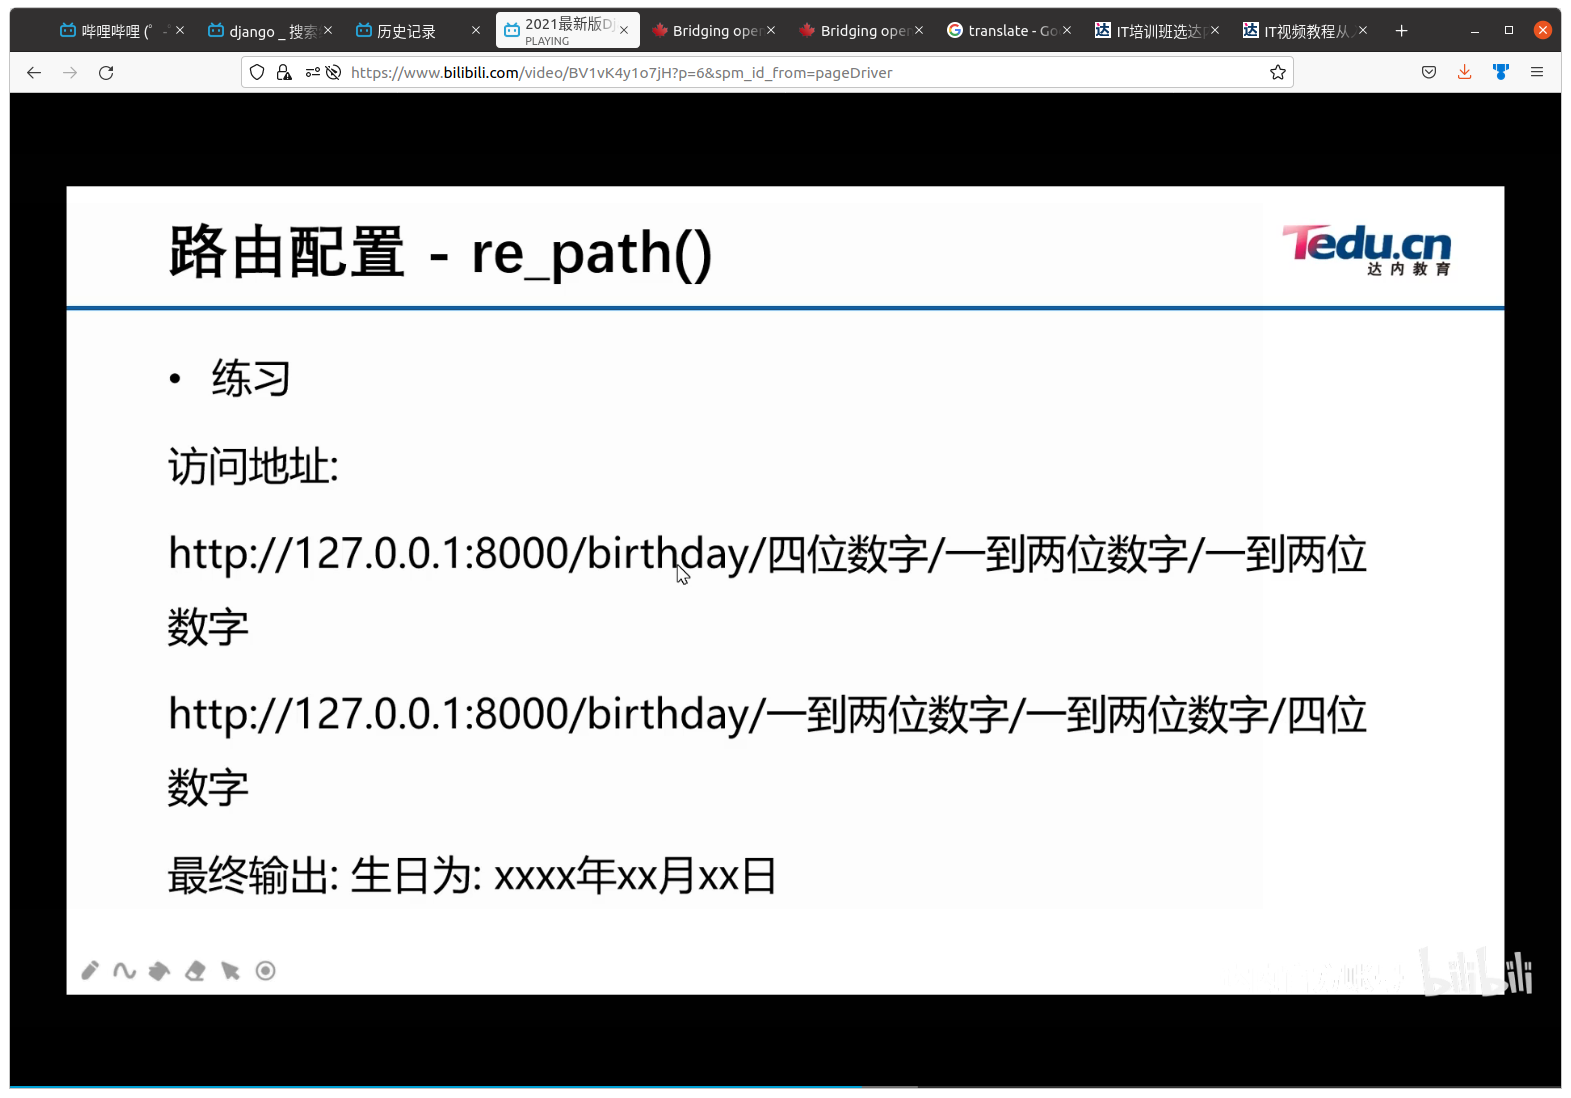 哔哩哔哩 (゜-
django _ 搜索
历史记录
2021最新版Dj
PLAYING
Bridging oper
Bridging oper
translate - Go
IT培训班选达
IT视频教程从
https://www.bilibili.com/video/BV1vK4y1o7jH?p=6&spm_id_from=pageDriver
路由配置 - re_path()
Tedu.cn
达内教育
• 练习
访问地址:
http://127.0.0.1:8000/birthday/四位数字/一到两位数字/一到两位
数字
http://127.0.0.1:8000/birthday/一到两位数字/一到两位数字/四位
数字
最终输出: 生日为: xxxx年xx月xx日
bilibili